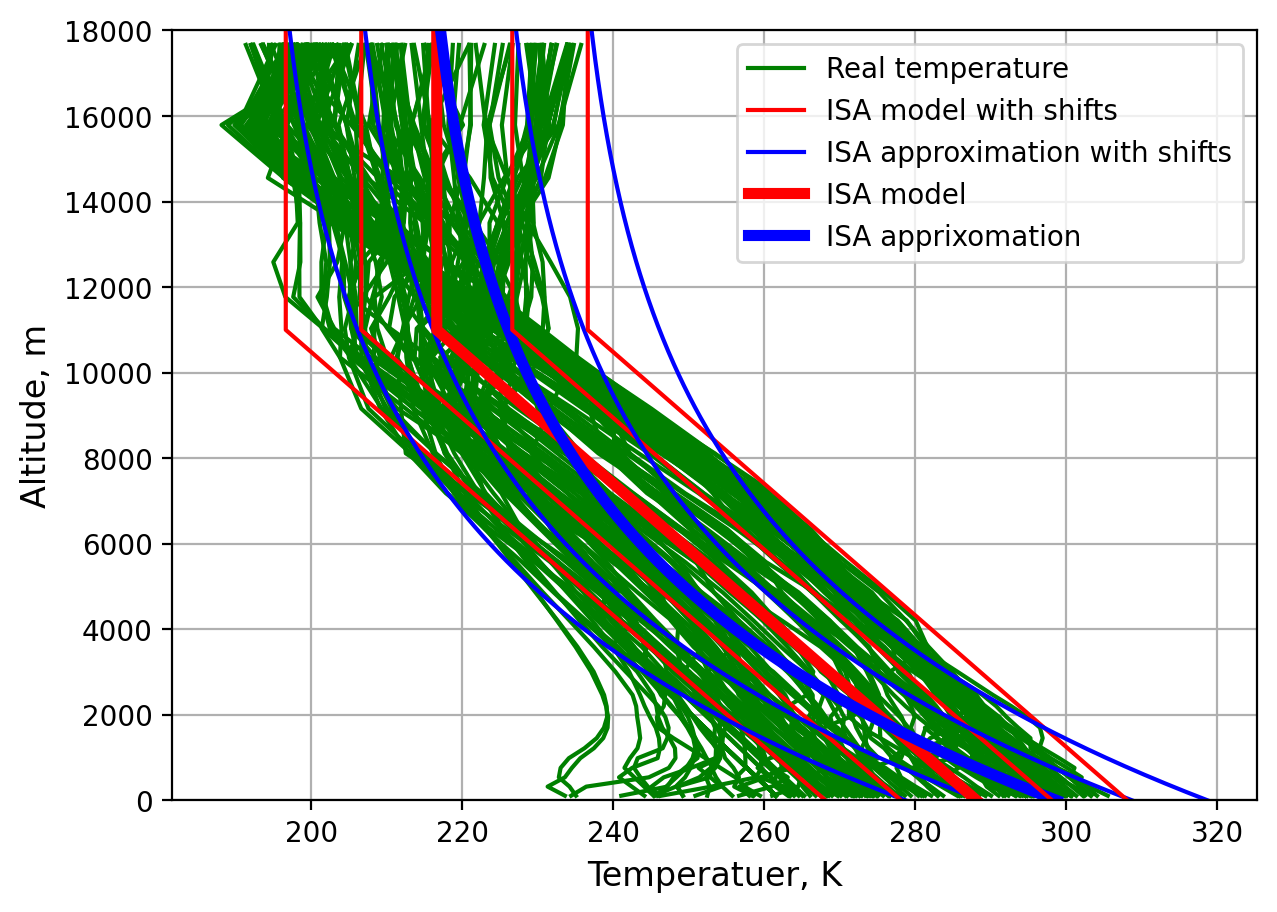 18000
16000
14000
12000
10000
8000
6000
4000
2000
0
Altitude, m
Real temperature
ISA model with shifts
ISA approximation with shifts
ISA model
ISA apprixomation
200 220 240 260 280 300 320
Temperatuer, K